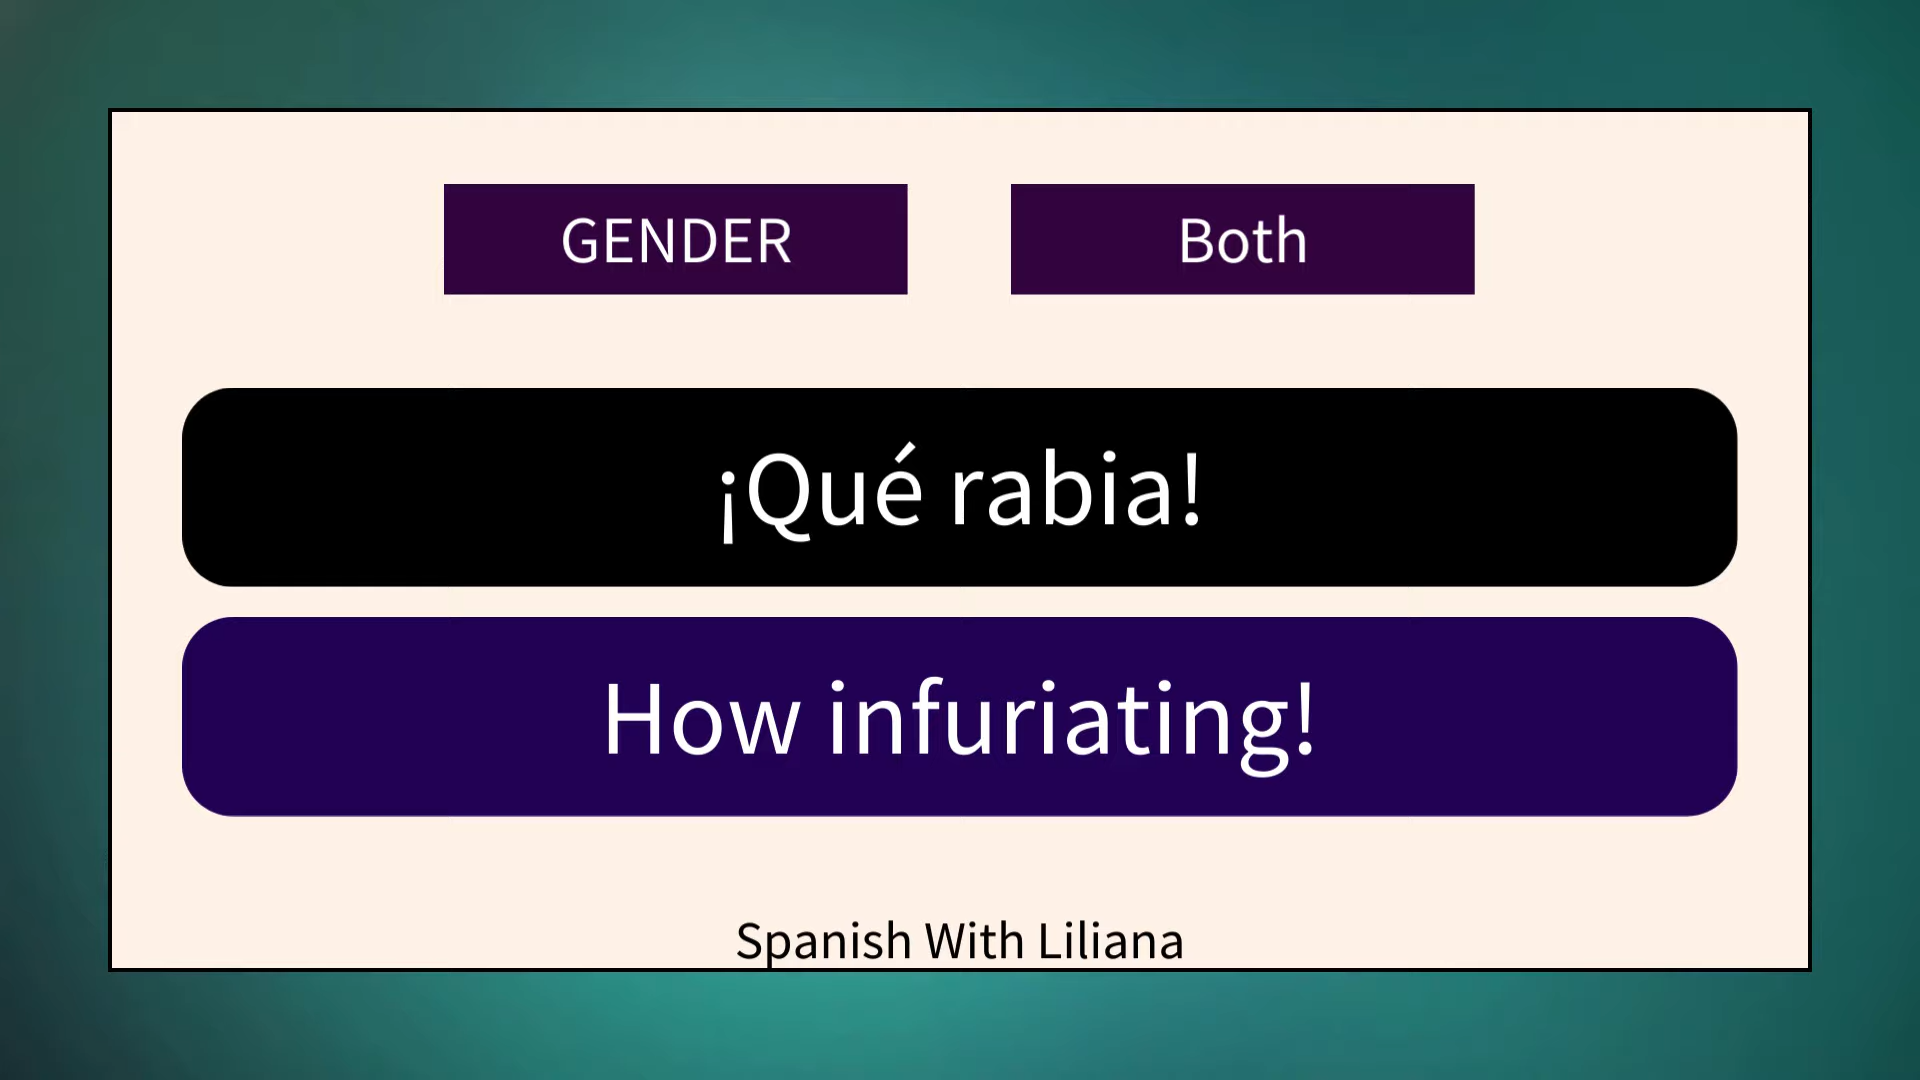 GENDER
Both
¡Qué rabia!
How infuriating!
Spanish With Liliana